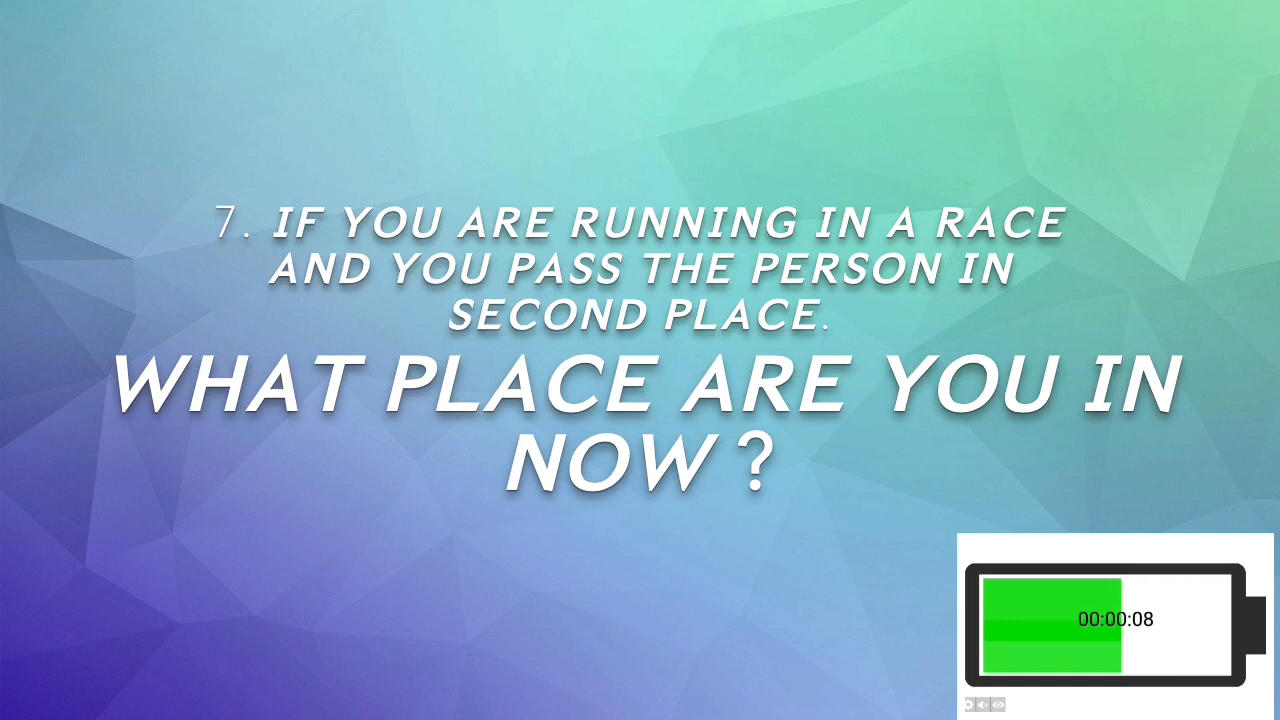 7. IF YOU ARE RUNNING IN A RACE
AND YOU PASS THE PERSON IN
SECOND PLACE.
WHAT PLACE ARE YOU IN
NOW ?
00:00:08